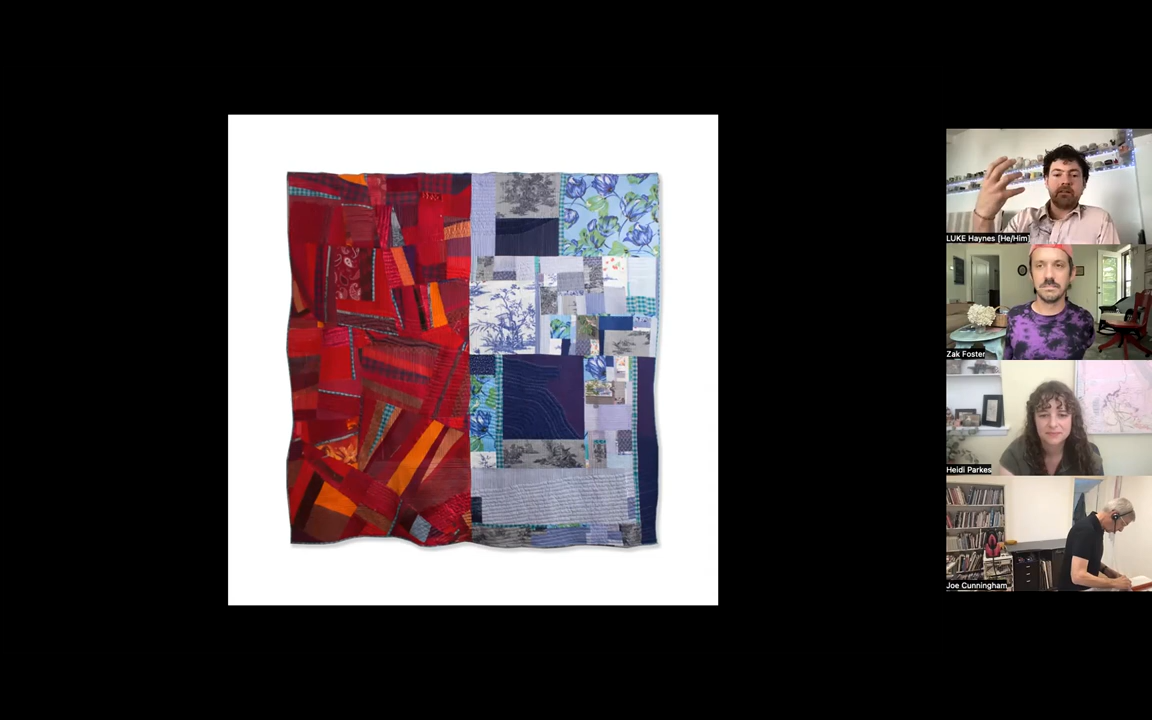 LUKE Haynes [He/Him]
Zak Foster
Heidi Parkes
Joe Cunningham